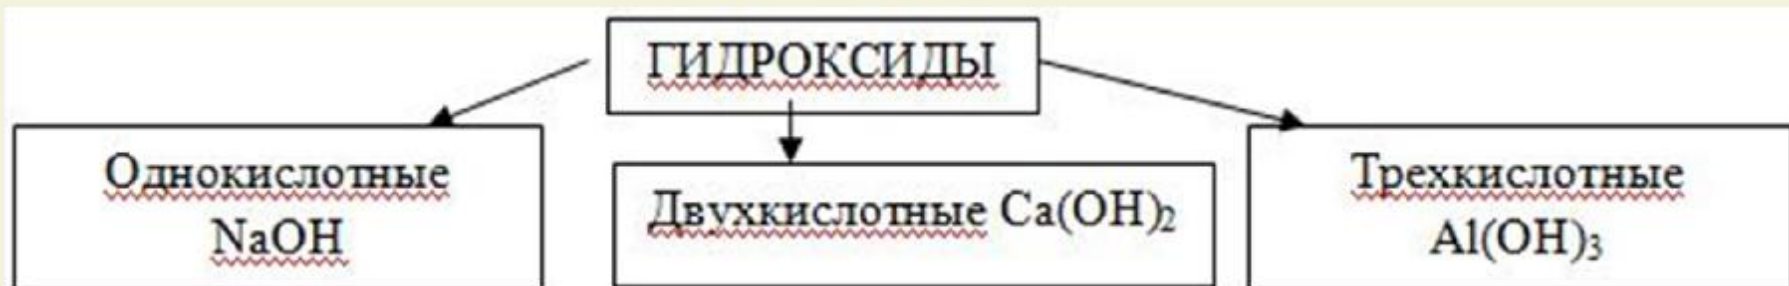 ГИДРОКСИДЫ
Однокислотные
NaOH
Двухкислотные Ca(OH)₂
Трехкислотные
Al(OH)₃